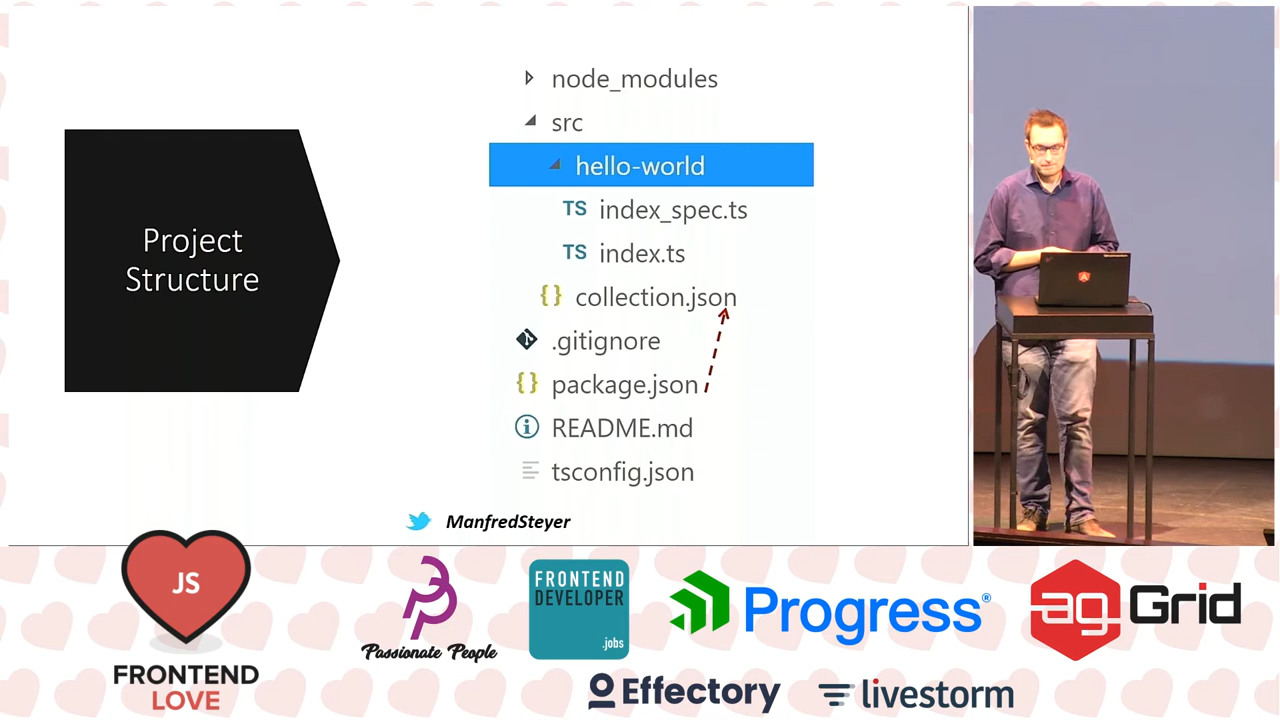 Project
Structure
node_modules
src
hello-world
TS index_spec.ts
TS index.ts
{ } collection.json
.gitignore
{ } package.json
README.md
tsconfig.json
ManfredSteyer
JS
FRONTEND
LOVE
Passionate People
FRONTEND
DEVELOPER
.jobs
Progress®
ag Grid
Effectory
livestorm